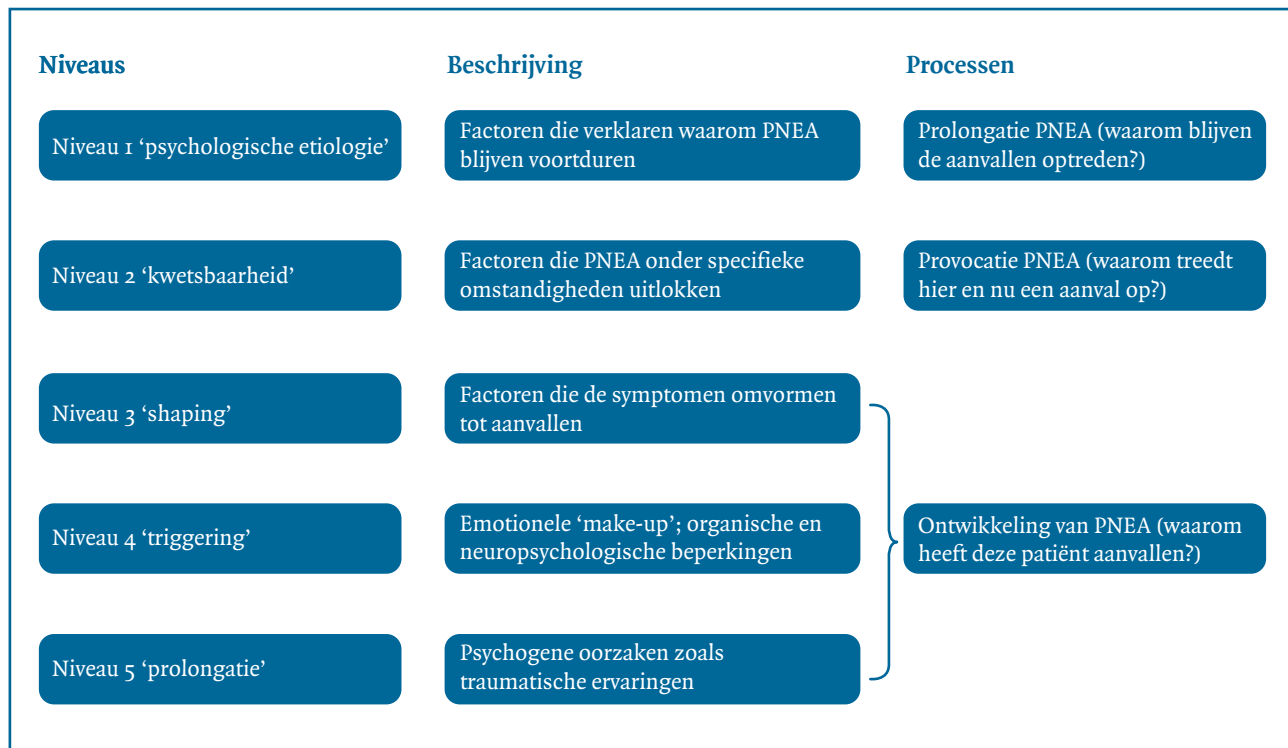 Niveaus
Beschrijving
Processen
Niveau 1 ‘psychologische etiologie’
Factoren die verklaren waarom PNEA
blijven voortduren
Prolongatie PNEA (waarom blijven
de aanvallen optreden?)
Niveau 2 ‘kwetsbaarheid’
Factoren die PNEA onder specifieke
omstandigheden uitlokken
Provocatie PNEA (waarom treedt
hier en nu een aanval op?)
Niveau 3 ‘shaping’
Factoren die de symptomen omvormen
tot aanvallen
Niveau 4 ‘triggering’
Emotionele ‘make-up’; organische en
neuropsychologische beperkingen
Ontwikkeling van PNEA (waarom
heeft deze patiënt aanvallen?)
Niveau 5 ‘prolongatie’
Psychogene oorzaken zoals
traumatische ervaringen